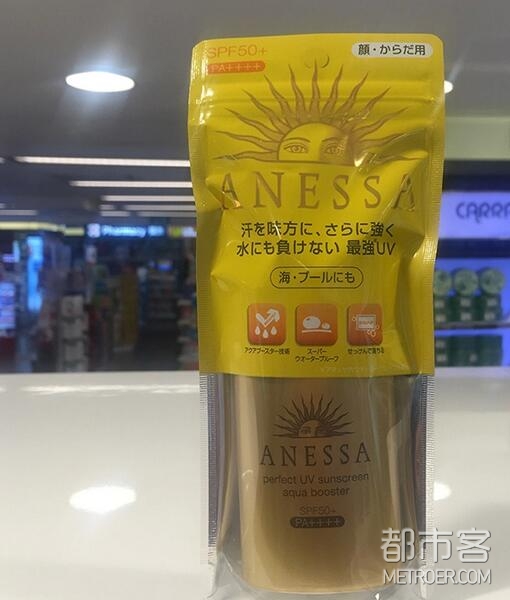 SPF50+
PA++++
顔・からだ用
ANESSA
汗を味方に、さらに強く
水にも負けない 最強UV
海・プールにも
アクアブースター技術
スーパー
ウォータープルーフ
せっけんで落ちる
ANESSA
perfect UV sunscreen
aqua booster
SPF50+
PA++++
Pharmacy
CARRA
都市客
METROER.COM